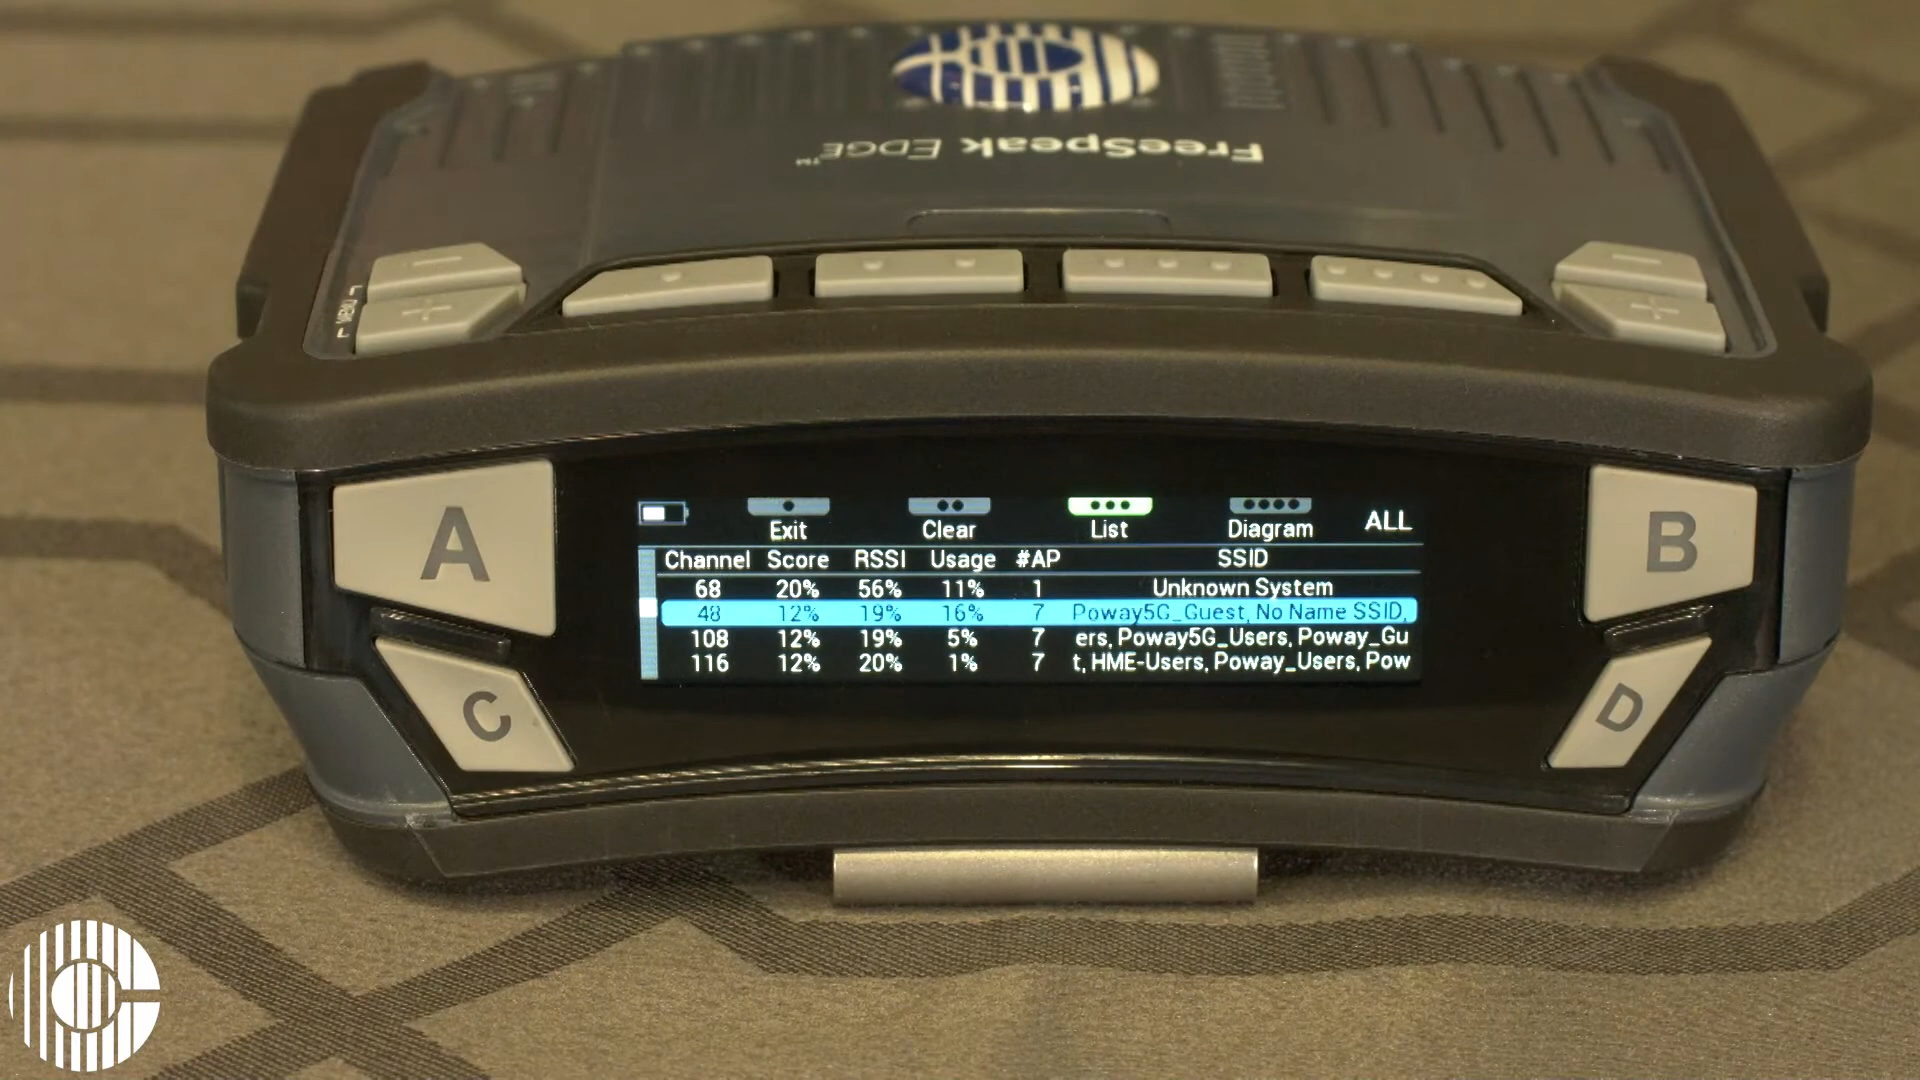 FreeSpeak EDGE™
MENU
A
B
C
D
Exit Clear List Diagram ALL
Channel Score RSSI Usage #AP SSID
68 20% 56% 11% 1 Unknown System
48 12% 19% 16% 7 Poway5G_Guest, No Name SSID,
108 12% 19% 5% 7 ers, Poway5G_Users, Poway_Gu
116 12% 20% 1% 7 t, HME-Users, Poway_Users, Pow